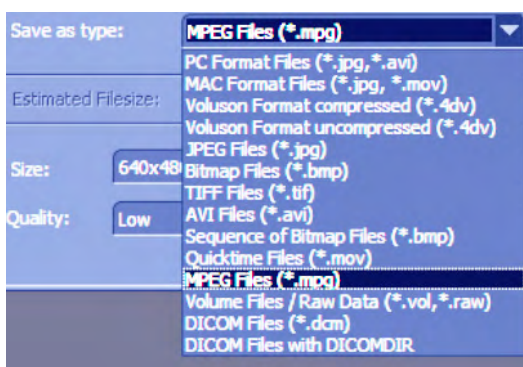 Save as type: MPEG Files (*.mpg)
PC Format Files (*.jpg,*.avi)
MAC Format Files (*.jpg, *.mov)
Estimated Filesize:
Voluson Format compressed (*.4dv)
Voluson Format uncompressed (*.4dv)
JPEG Files (*.jpg)
Size: 640x48
Bitmap Files (*.bmp)
TIFF Files (*.tif)
Quality: Low
AVI Files (*.avi)
Sequence of Bitmap Files (*.bmp)
Quicktime Files (*.mov)
MPEG Files (*.mpg)
Volume Files / Raw Data (*.vol,*.raw)
DICOM Files (*.dcm)
DICOM Files with DICOMDIR